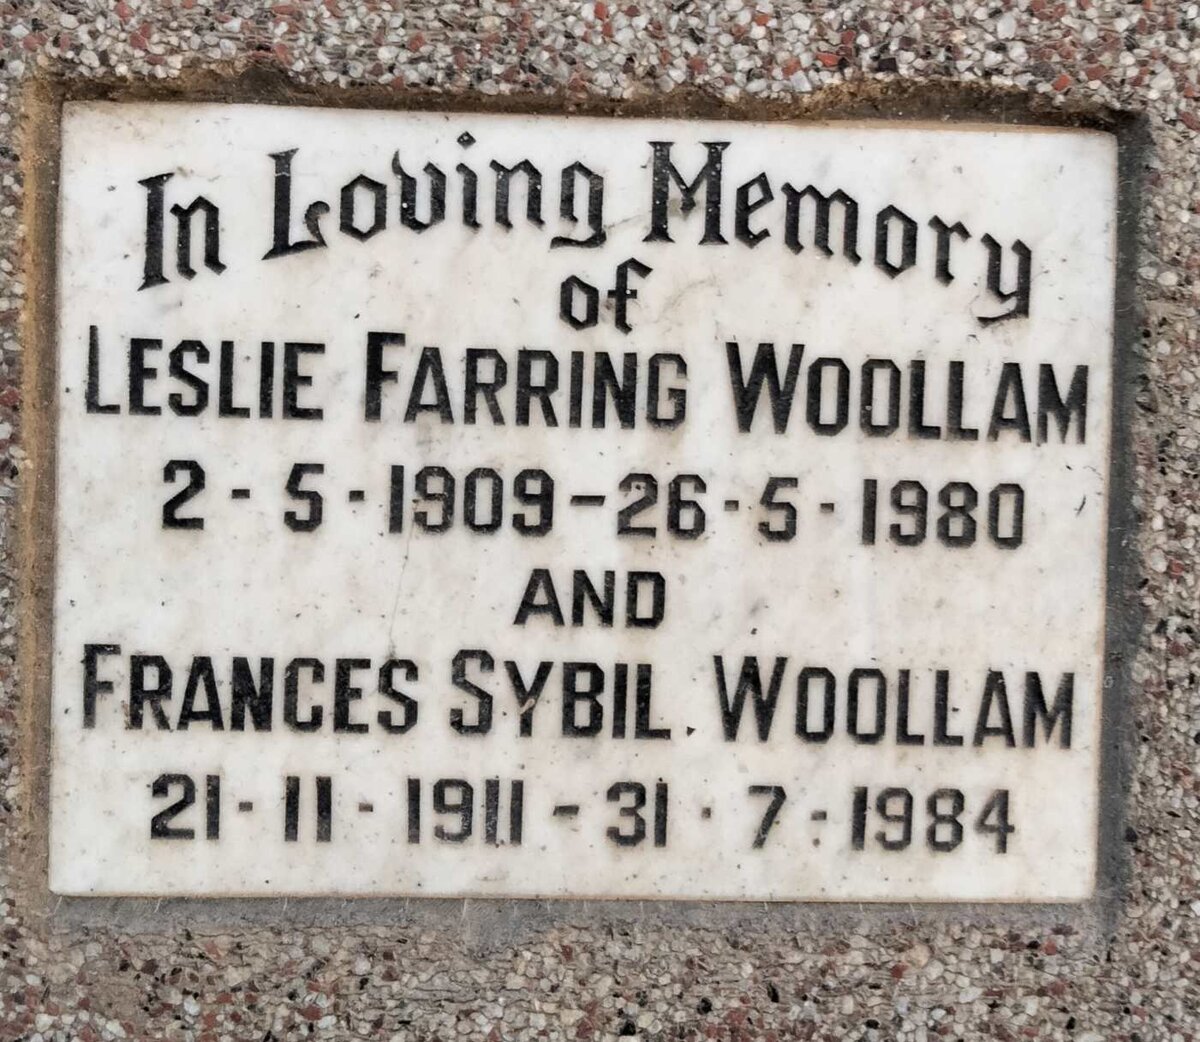 In Loving Memory
of
LESLIE FARRING WOOLLAM
2-5-1909-26-5-1980
AND
FRANCES SYBIL WOOLLAM
21-11-1911-31-7-1984